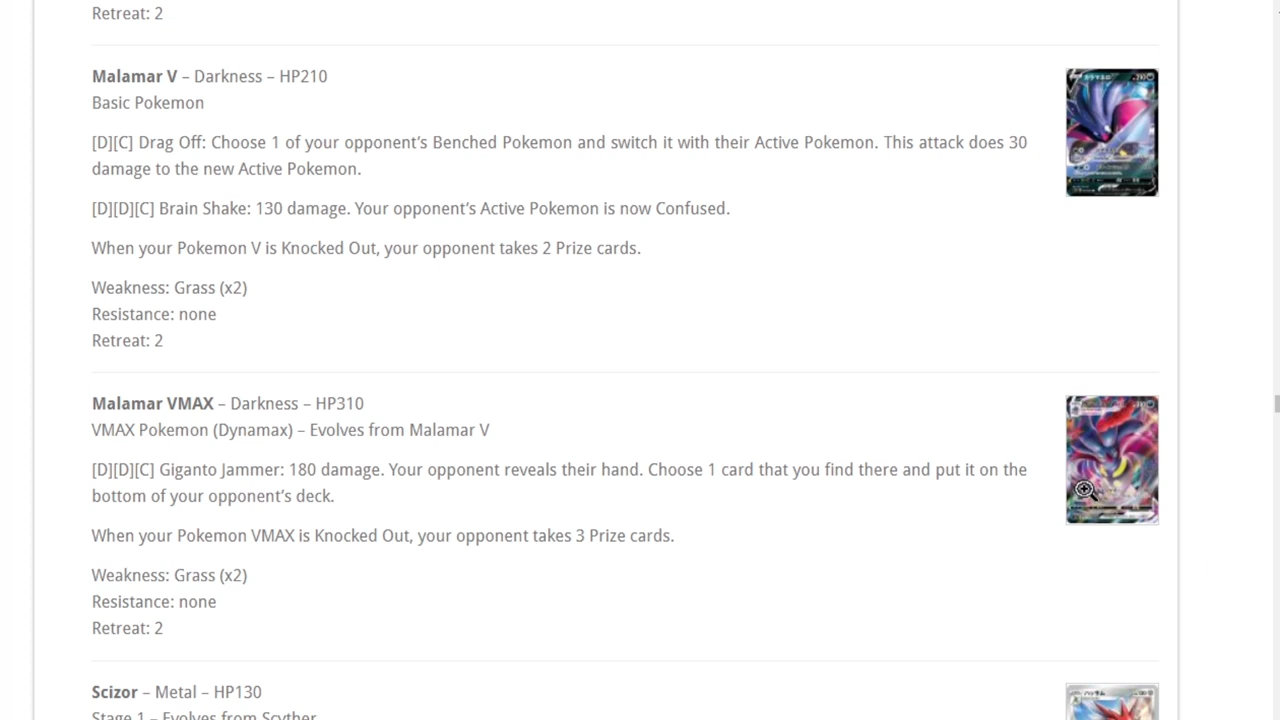 Retreat: 2
Malamar V – Darkness – HP210
Basic Pokemon
[D][C] Drag Off: Choose 1 of your opponent’s Benched Pokemon and switch it with their Active Pokemon. This attack does 30
damage to the new Active Pokemon.
[D][D][C] Brain Shake: 130 damage. Your opponent’s Active Pokemon is now Confused.
When your Pokemon V is Knocked Out, your opponent takes 2 Prize cards.
Weakness: Grass (x2)
Resistance: none
Retreat: 2
Malamar VMAX – Darkness – HP310
VMAX Pokemon (Dynamax) – Evolves from Malamar V
[D][D][C] Giganto Jammer: 180 damage. Your opponent reveals their hand. Choose 1 card that you find there and put it on the
bottom of your opponent’s deck.
When your Pokemon VMAX is Knocked Out, your opponent takes 3 Prize cards.
Weakness: Grass (x2)
Resistance: none
Retreat: 2
Scizor – Metal – HP130
Stage 1 – Evolves from Scyther